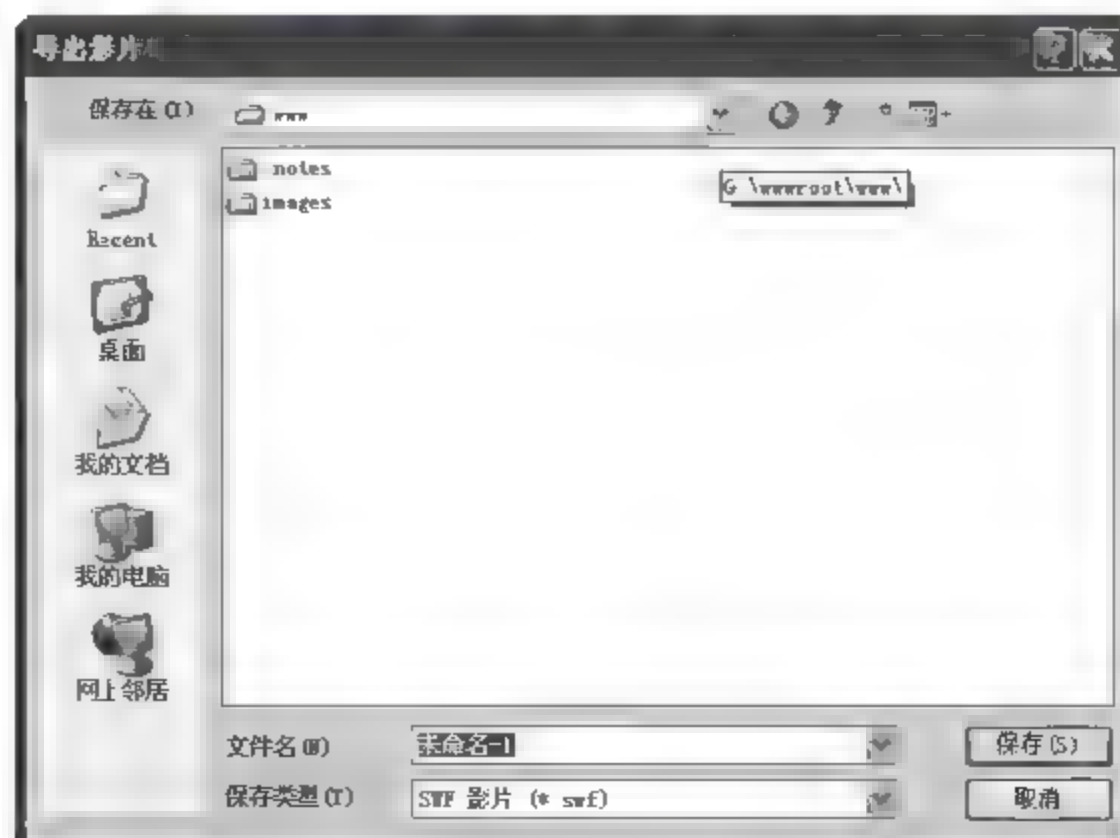 导出影片
保存在(I)
www
notes
images
G \wwwroot\www\
Recent
桌面
我的文档
我的电脑
网上邻居
文件名(N)
未命名-1
保存(S)
保存类型(T)
SWF 影片 (* swf)
取消